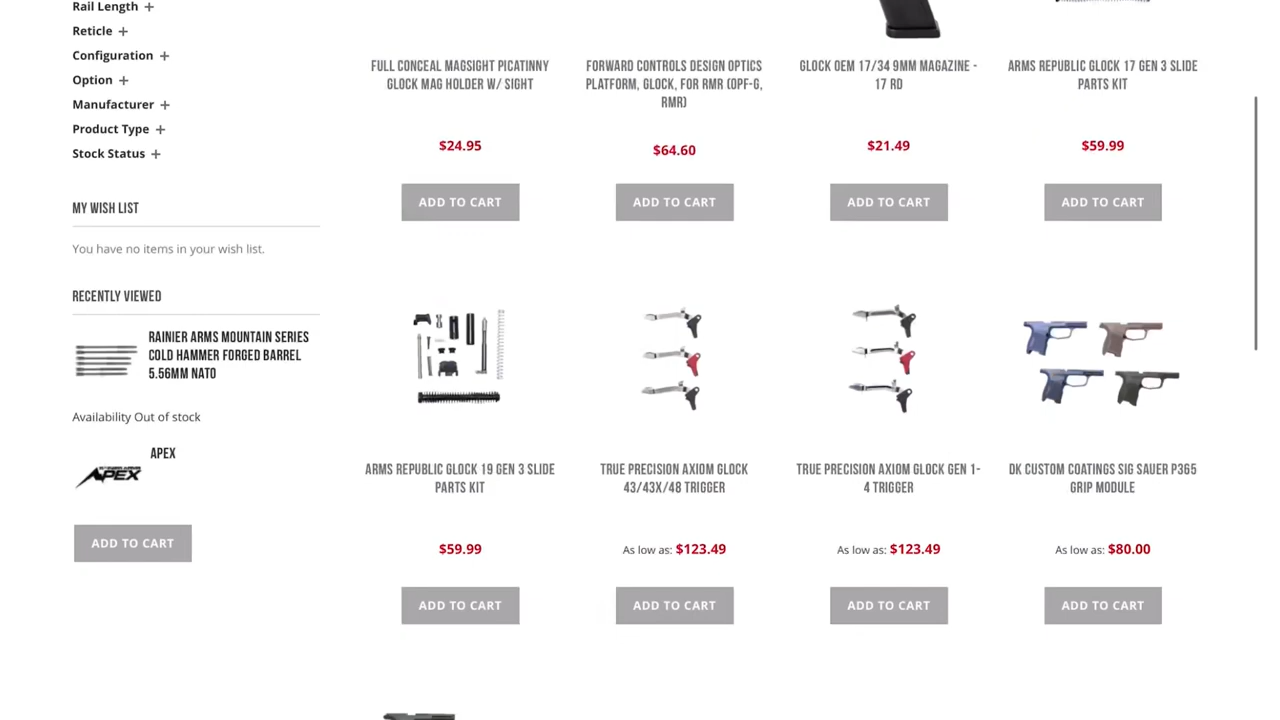 Rail Length +
Reticle +
Configuration +
Option +
Manufacturer +
Product Type +
Stock Status +
MY WISH LIST
You have no items in your wish list.
RECENTLY VIEWED
RAINIER ARMS MOUNTAIN SERIES
COLD HAMMER FORGED BARREL
5.56MM NATO
Availability Out of stock
APEX
APEX
ADD TO CART
FULL CONCEAL MAGSIGHT PICATINNY
GLOCK MAG HOLDER W/ SIGHT
$24.95
ADD TO CART
FORWARD CONTROLS DESIGN OPTICS
PLATFORM, GLOCK, FOR RMR (OPF-G,
RMR)
$64.60
ADD TO CART
GLOCK OEM 17/34 9MM MAGAZINE -
17 RD
$21.49
ADD TO CART
ARMS REPUBLIC GLOCK 17 GEN 3 SLIDE
PARTS KIT
$59.99
ADD TO CART
ARMS REPUBLIC GLOCK 19 GEN 3 SLIDE
PARTS KIT
$59.99
ADD TO CART
TRUE PRECISION AXIOM GLOCK
43/43X/48 TRIGGER
As low as: $123.49
ADD TO CART
TRUE PRECISION AXIOM GLOCK GEN 1-
4 TRIGGER
As low as: $123.49
ADD TO CART
DK CUSTOM COATINGS SIG SAUER P365
GRIP MODULE
As low as: $80.00
ADD TO CART